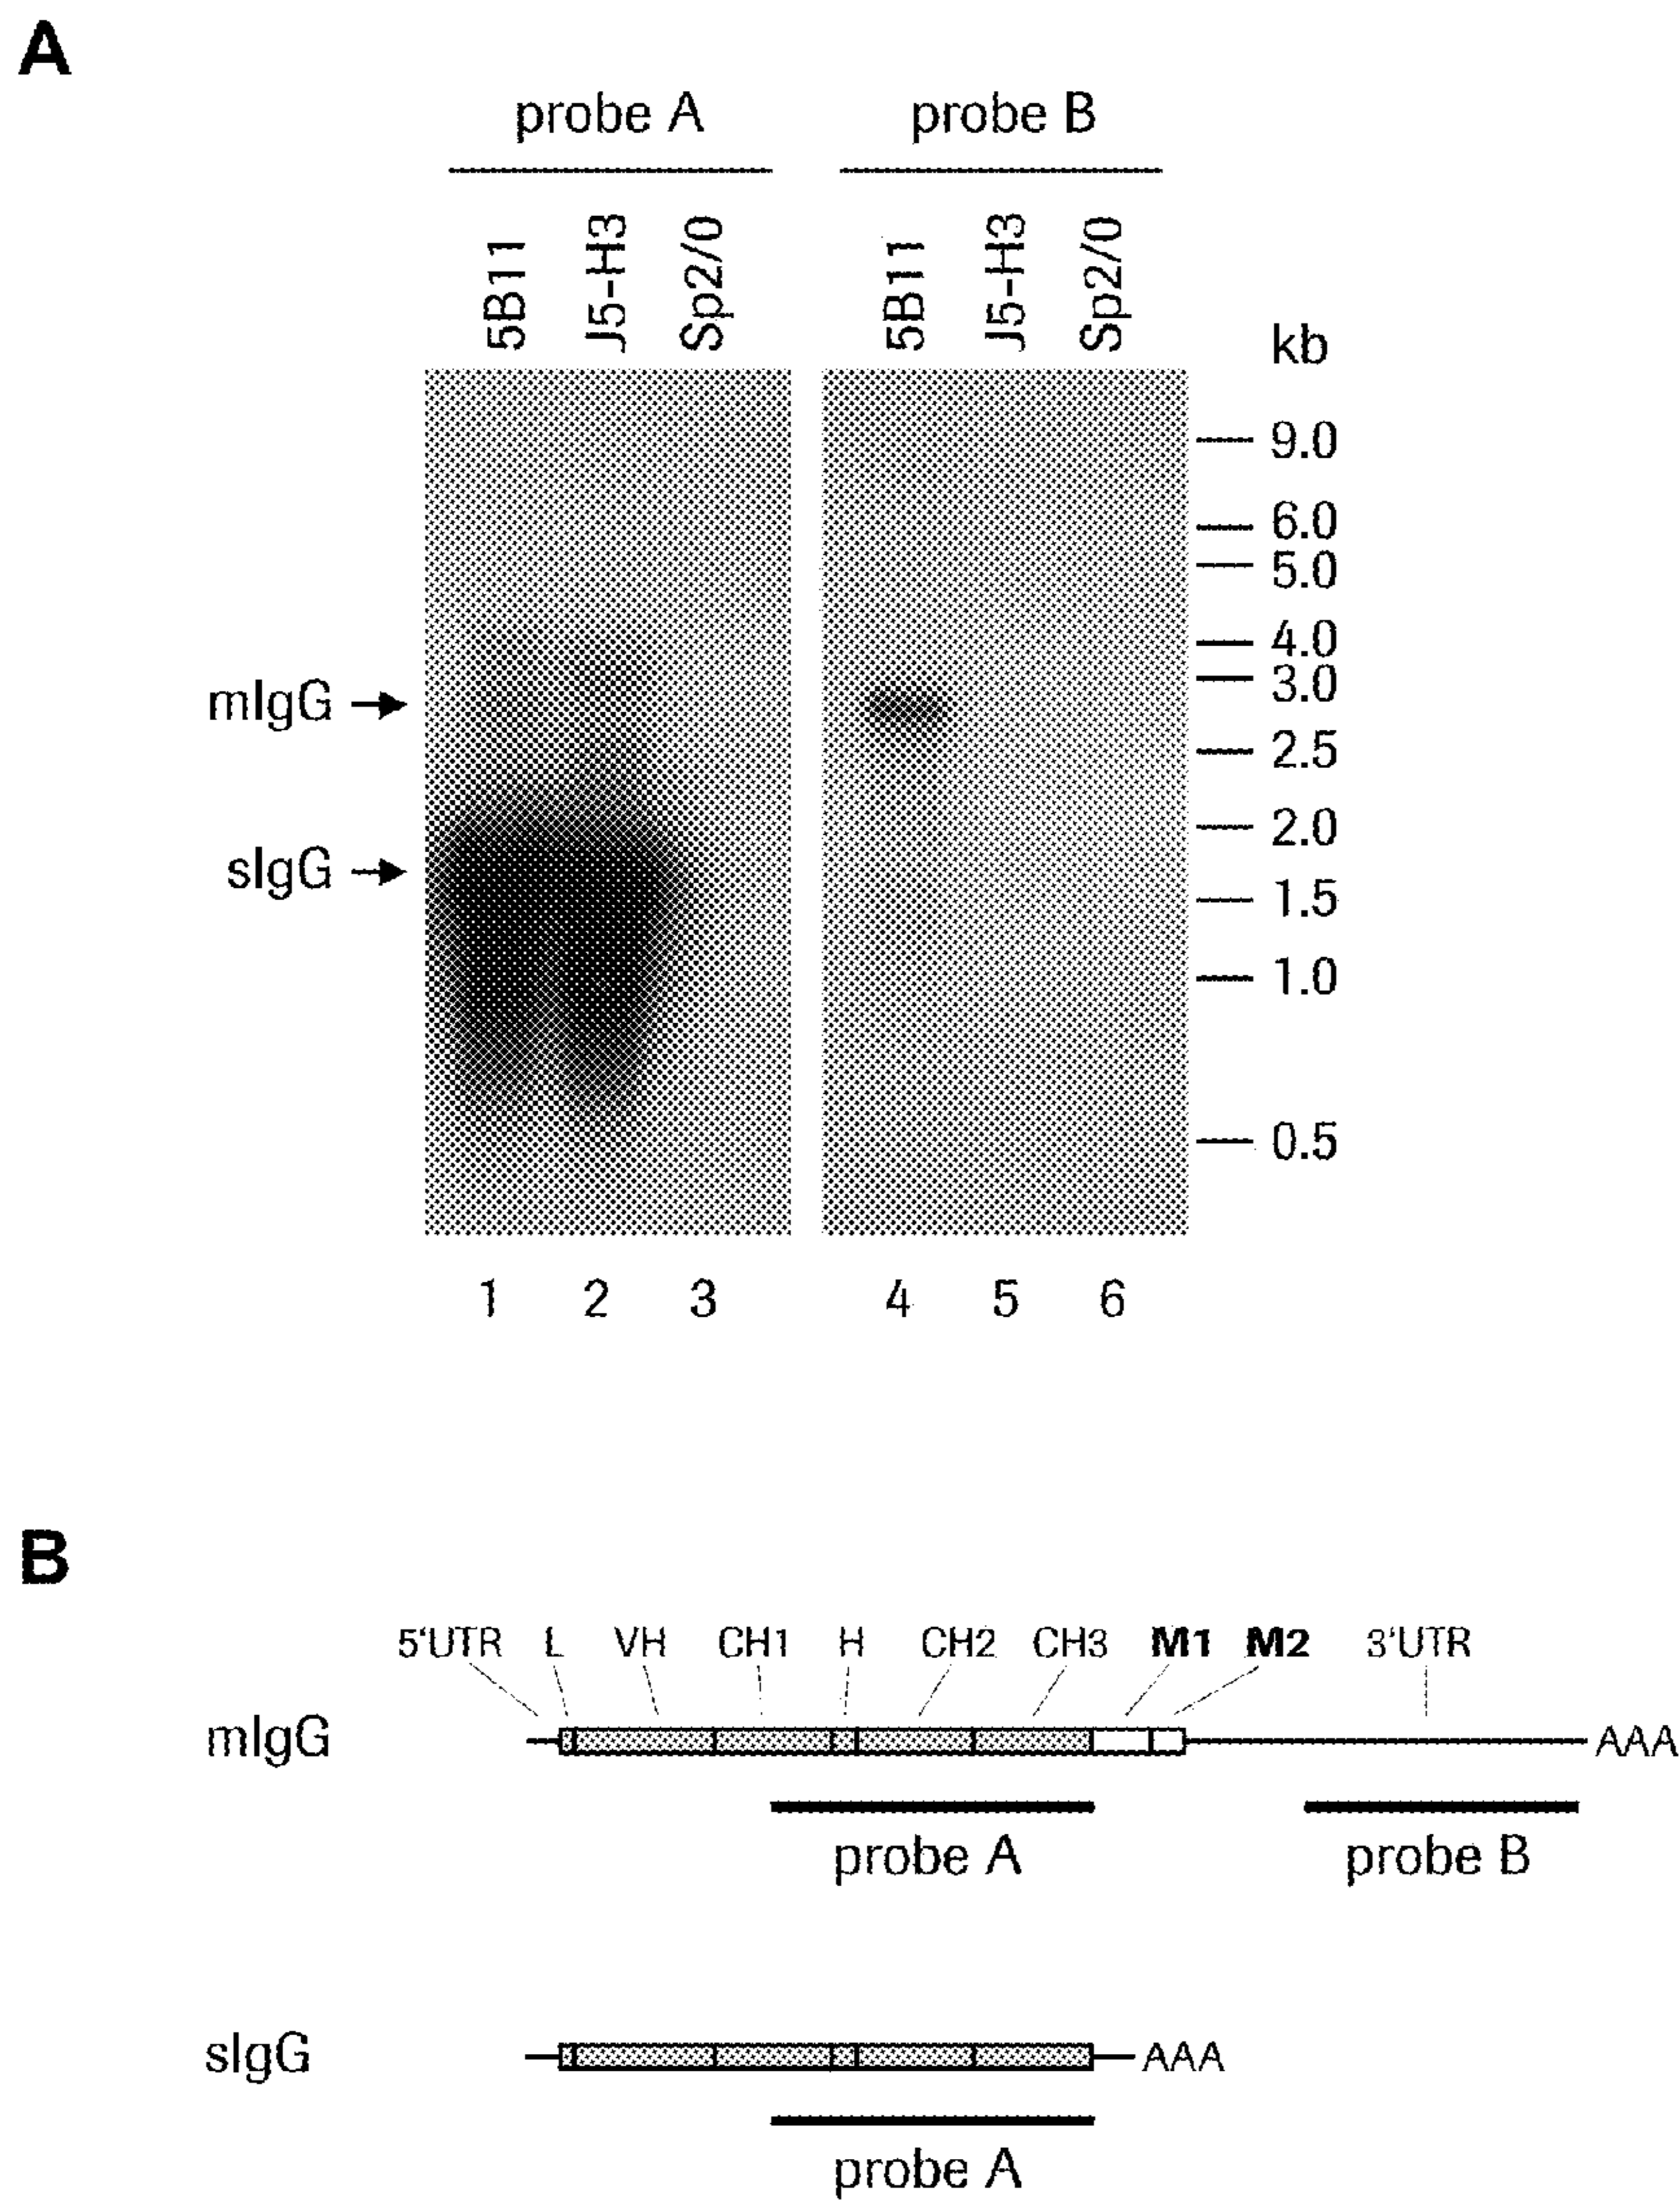 A
probe A probe B
5B11 J5-H3 Sp2/0 5B11 J5-H3 Sp2/0 kb
9.0
6.0
5.0
4.0
mIgG 3.0
2.5
2.0
sIgG 1.5
1.0
0.5
1 2 3 4 5 6
B
5'UTR L VH CH1 H CH2 CH3 M1 M2 3'UTR
mIgG AAA
probe A probe B
sIgG AAA
probe A